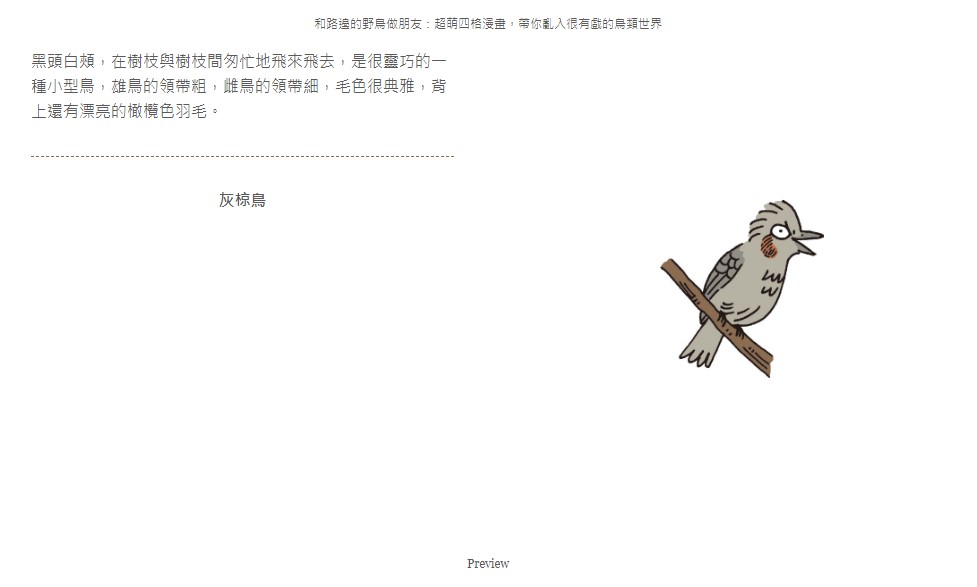 和路邊的野鳥做朋友：超萌四格漫畫，帶你亂入很有戲的鳥類世界
黑頭白頰，在樹枝與樹枝間匆忙地飛來飛去，是很靈巧的一
種小型鳥，雄鳥的領帶粗，雌鳥的領帶細，毛色很典雅，背
上還有漂亮的橄欖色羽毛。
灰椋鳥
Preview